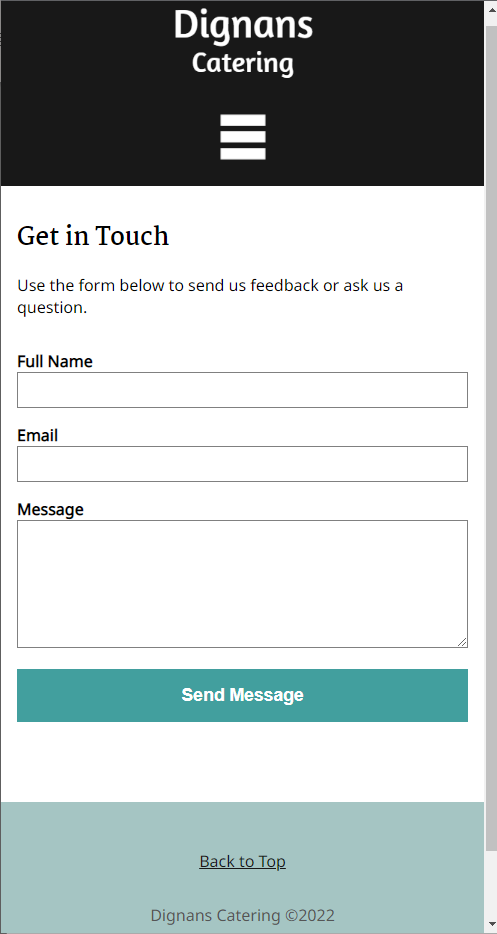 Dignans
Catering
Get in Touch
Use the form below to send us feedback or ask us a
question.
Full Name
Email
Message
Send Message
Back to Top
Dignans Catering ©2022